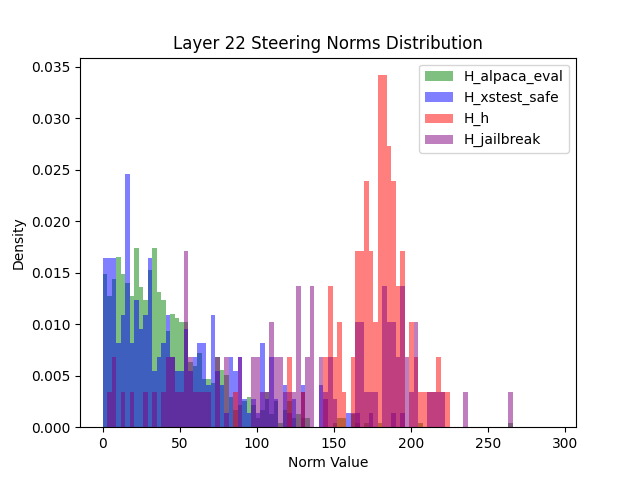 Layer 22 Steering Norms Distribution
H_alpaca_eval
H_xstest_safe
H_h
H_jailbreak
0.035
0.030
0.025
0.020
0.015
0.010
0.005
0.000
Density
0 50 100 150 200 250 300
Norm Value